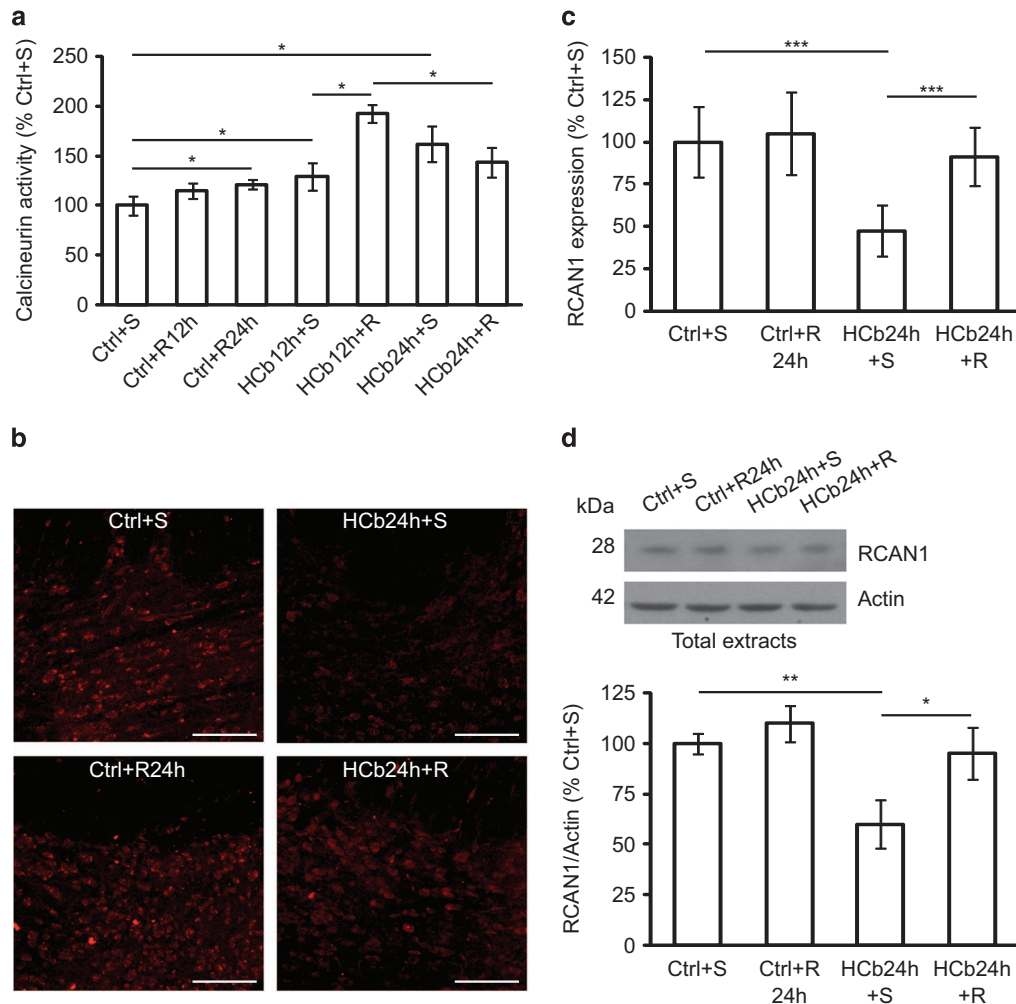 a
Calcineurin activity (% Ctrl+S)
250
200
150
100
50
0
*
*
*
*
*
Ctrl+S
Ctrl+R12h
Ctrl+R24h
HCb12h+S
HCb12h+R
HCb24h+S
HCb24h+R
b
Ctrl+S
HCb24h+S
Ctrl+R24h
HCb24h+R
c
RCAN1 expression (% Ctrl+S)
150
125
100
75
50
25
0
***
***
Ctrl+S
Ctrl+R
24h
HCb24h
+S
HCb24h
+R
d
Ctrl+S
Ctrl+R24h
HCb24h+S
HCb24h+R
kDa
28
RCAN1
42
Actin
Total extracts
RCAN1/Actin (% Ctrl+S)
125
100
75
50
25
0
**
*
Ctrl+S
Ctrl+R
24h
HCb24h
+S
HCb24h
+R